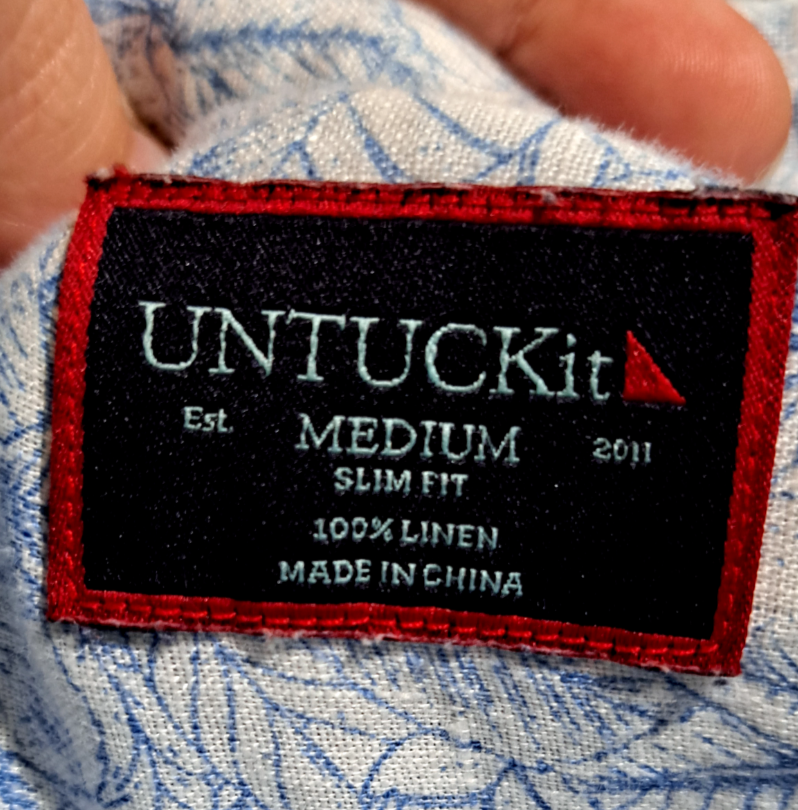 UNTUCKit
Est. MEDIUM 2011
SLIM FIT
100% LINEN
MADE IN CHINA